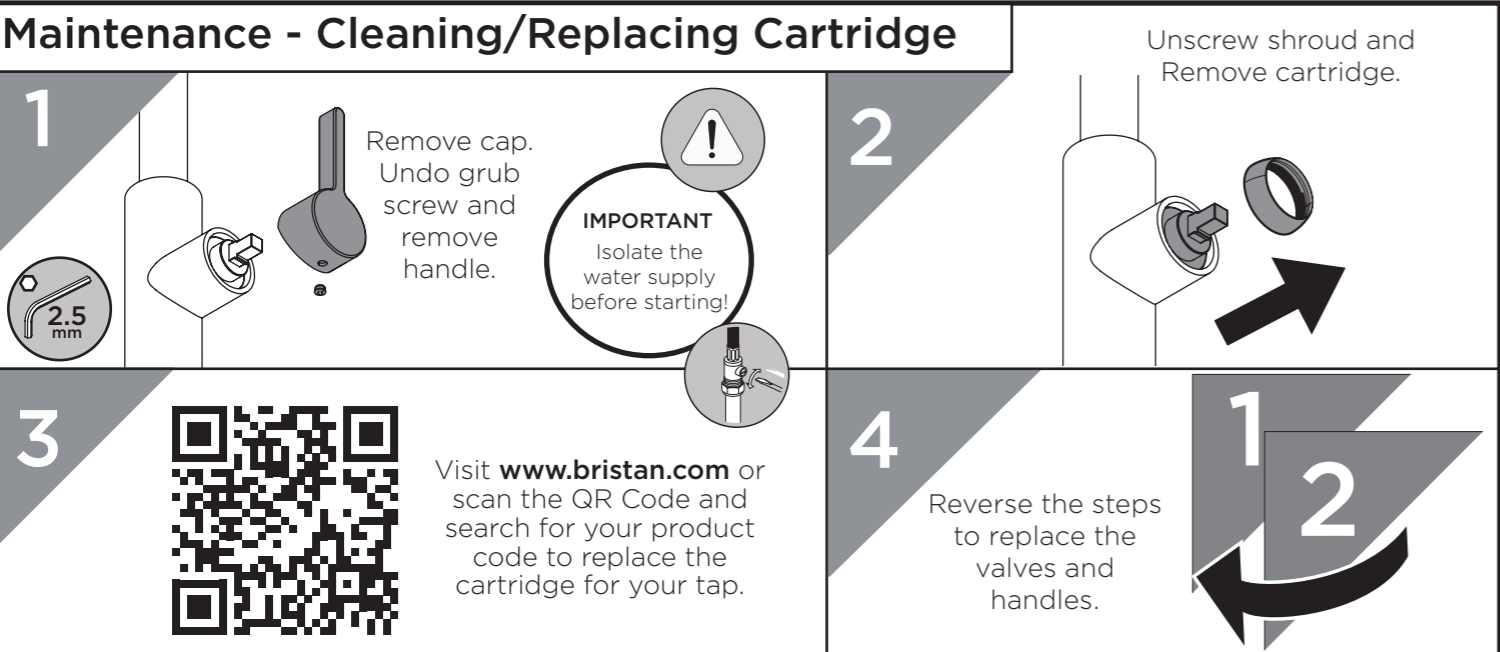 Maintenance - Cleaning/Replacing Cartridge
1
Remove cap.
Undo grub
screw and
remove
handle.
2.5
mm
IMPORTANT
Isolate the
water supply
before starting!
2
Unscrew shroud and
Remove cartridge.
3
Visit www.bristan.com or
scan the QR Code and
search for your product
code to replace the
cartridge for your tap.
4
Reverse the steps
to replace the
valves and
handles.
1
2